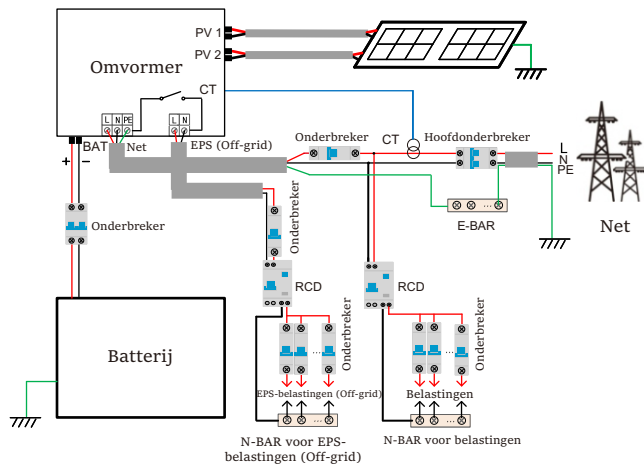 PV 1
PV 2
Omvormer
CT
L N PE
L N
BAT
Net
EPS (Off-grid)
+ −
Onderbreker
CT
Hoofdonderbreker
L
N
PE
Net
E-BAR
Onderbreker
Onderbreker
RCD
RCD
Onderbreker
Onderbreker
Batterij
...
...
...
EPS-belastingen (Off-grid)
Belastingen
N-BAR voor EPS-
belastingen (Off-grid)
N-BAR voor belastingen